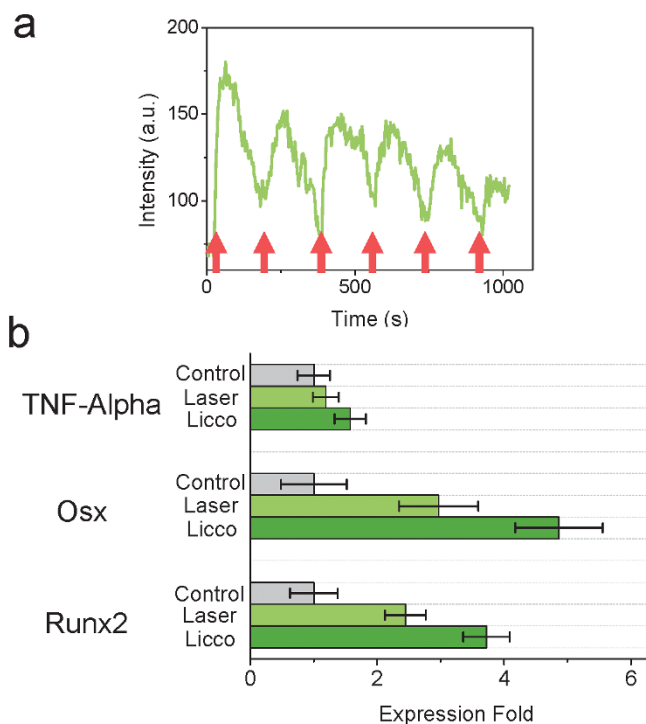 a
200
150
100
Intensity (a.u.)
0
500
1000
Time (s)
b
TNF-Alpha
Control
Laser
Licco
Osx
Control
Laser
Licco
Runx2
Control
Laser
Licco
0
2
4
6
Expression Fold